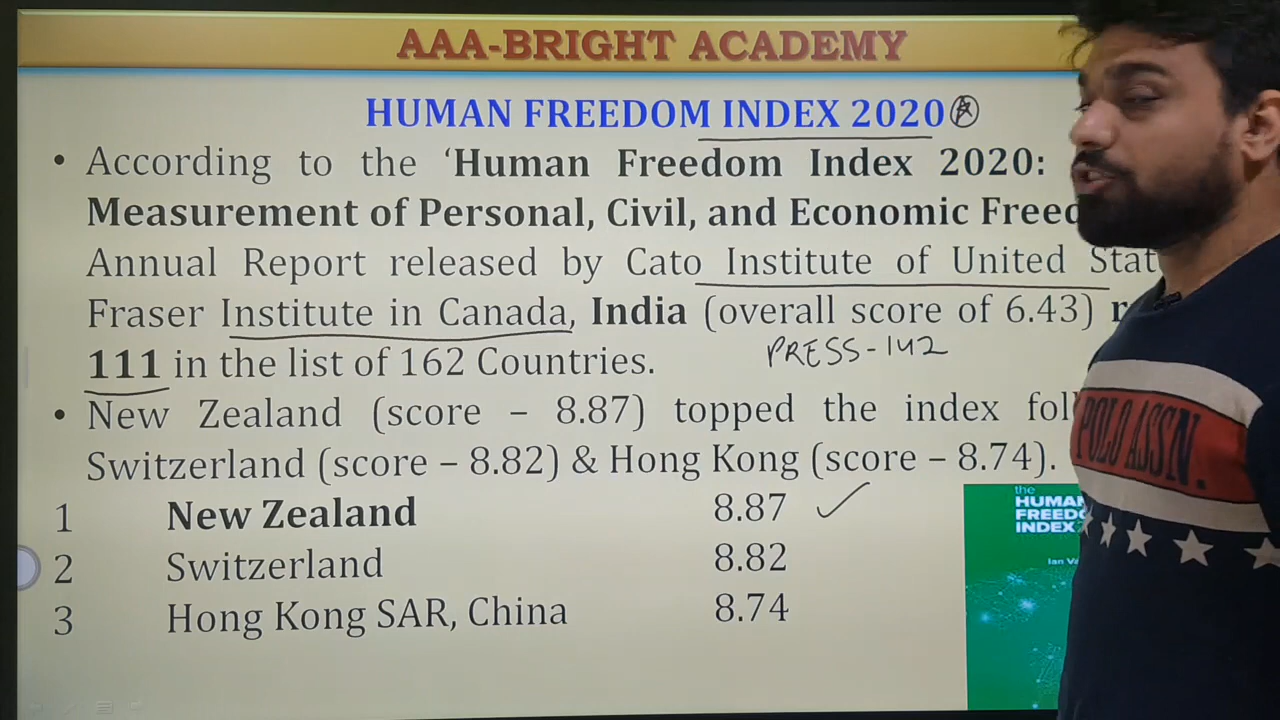 AAA-BRIGHT ACADEMY
HUMAN FREEDOM INDEX 2020
• According to the ‘Human Freedom Index 2020:
Measurement of Personal, Civil, and Economic Freed
Annual Report released by Cato Institute of United Stat
Fraser Institute in Canada, India (overall score of 6.43) r
111 in the list of 162 Countries.
PRESS-142
• New Zealand (score – 8.87) topped the index fol
Switzerland (score – 8.82) & Hong Kong (score – 8.74).
1 New Zealand 8.87
2 Switzerland 8.82
3 Hong Kong SAR, China 8.74
the
HUMAN
FREEDO
INDEX
Ian Va
POLO ASSN.